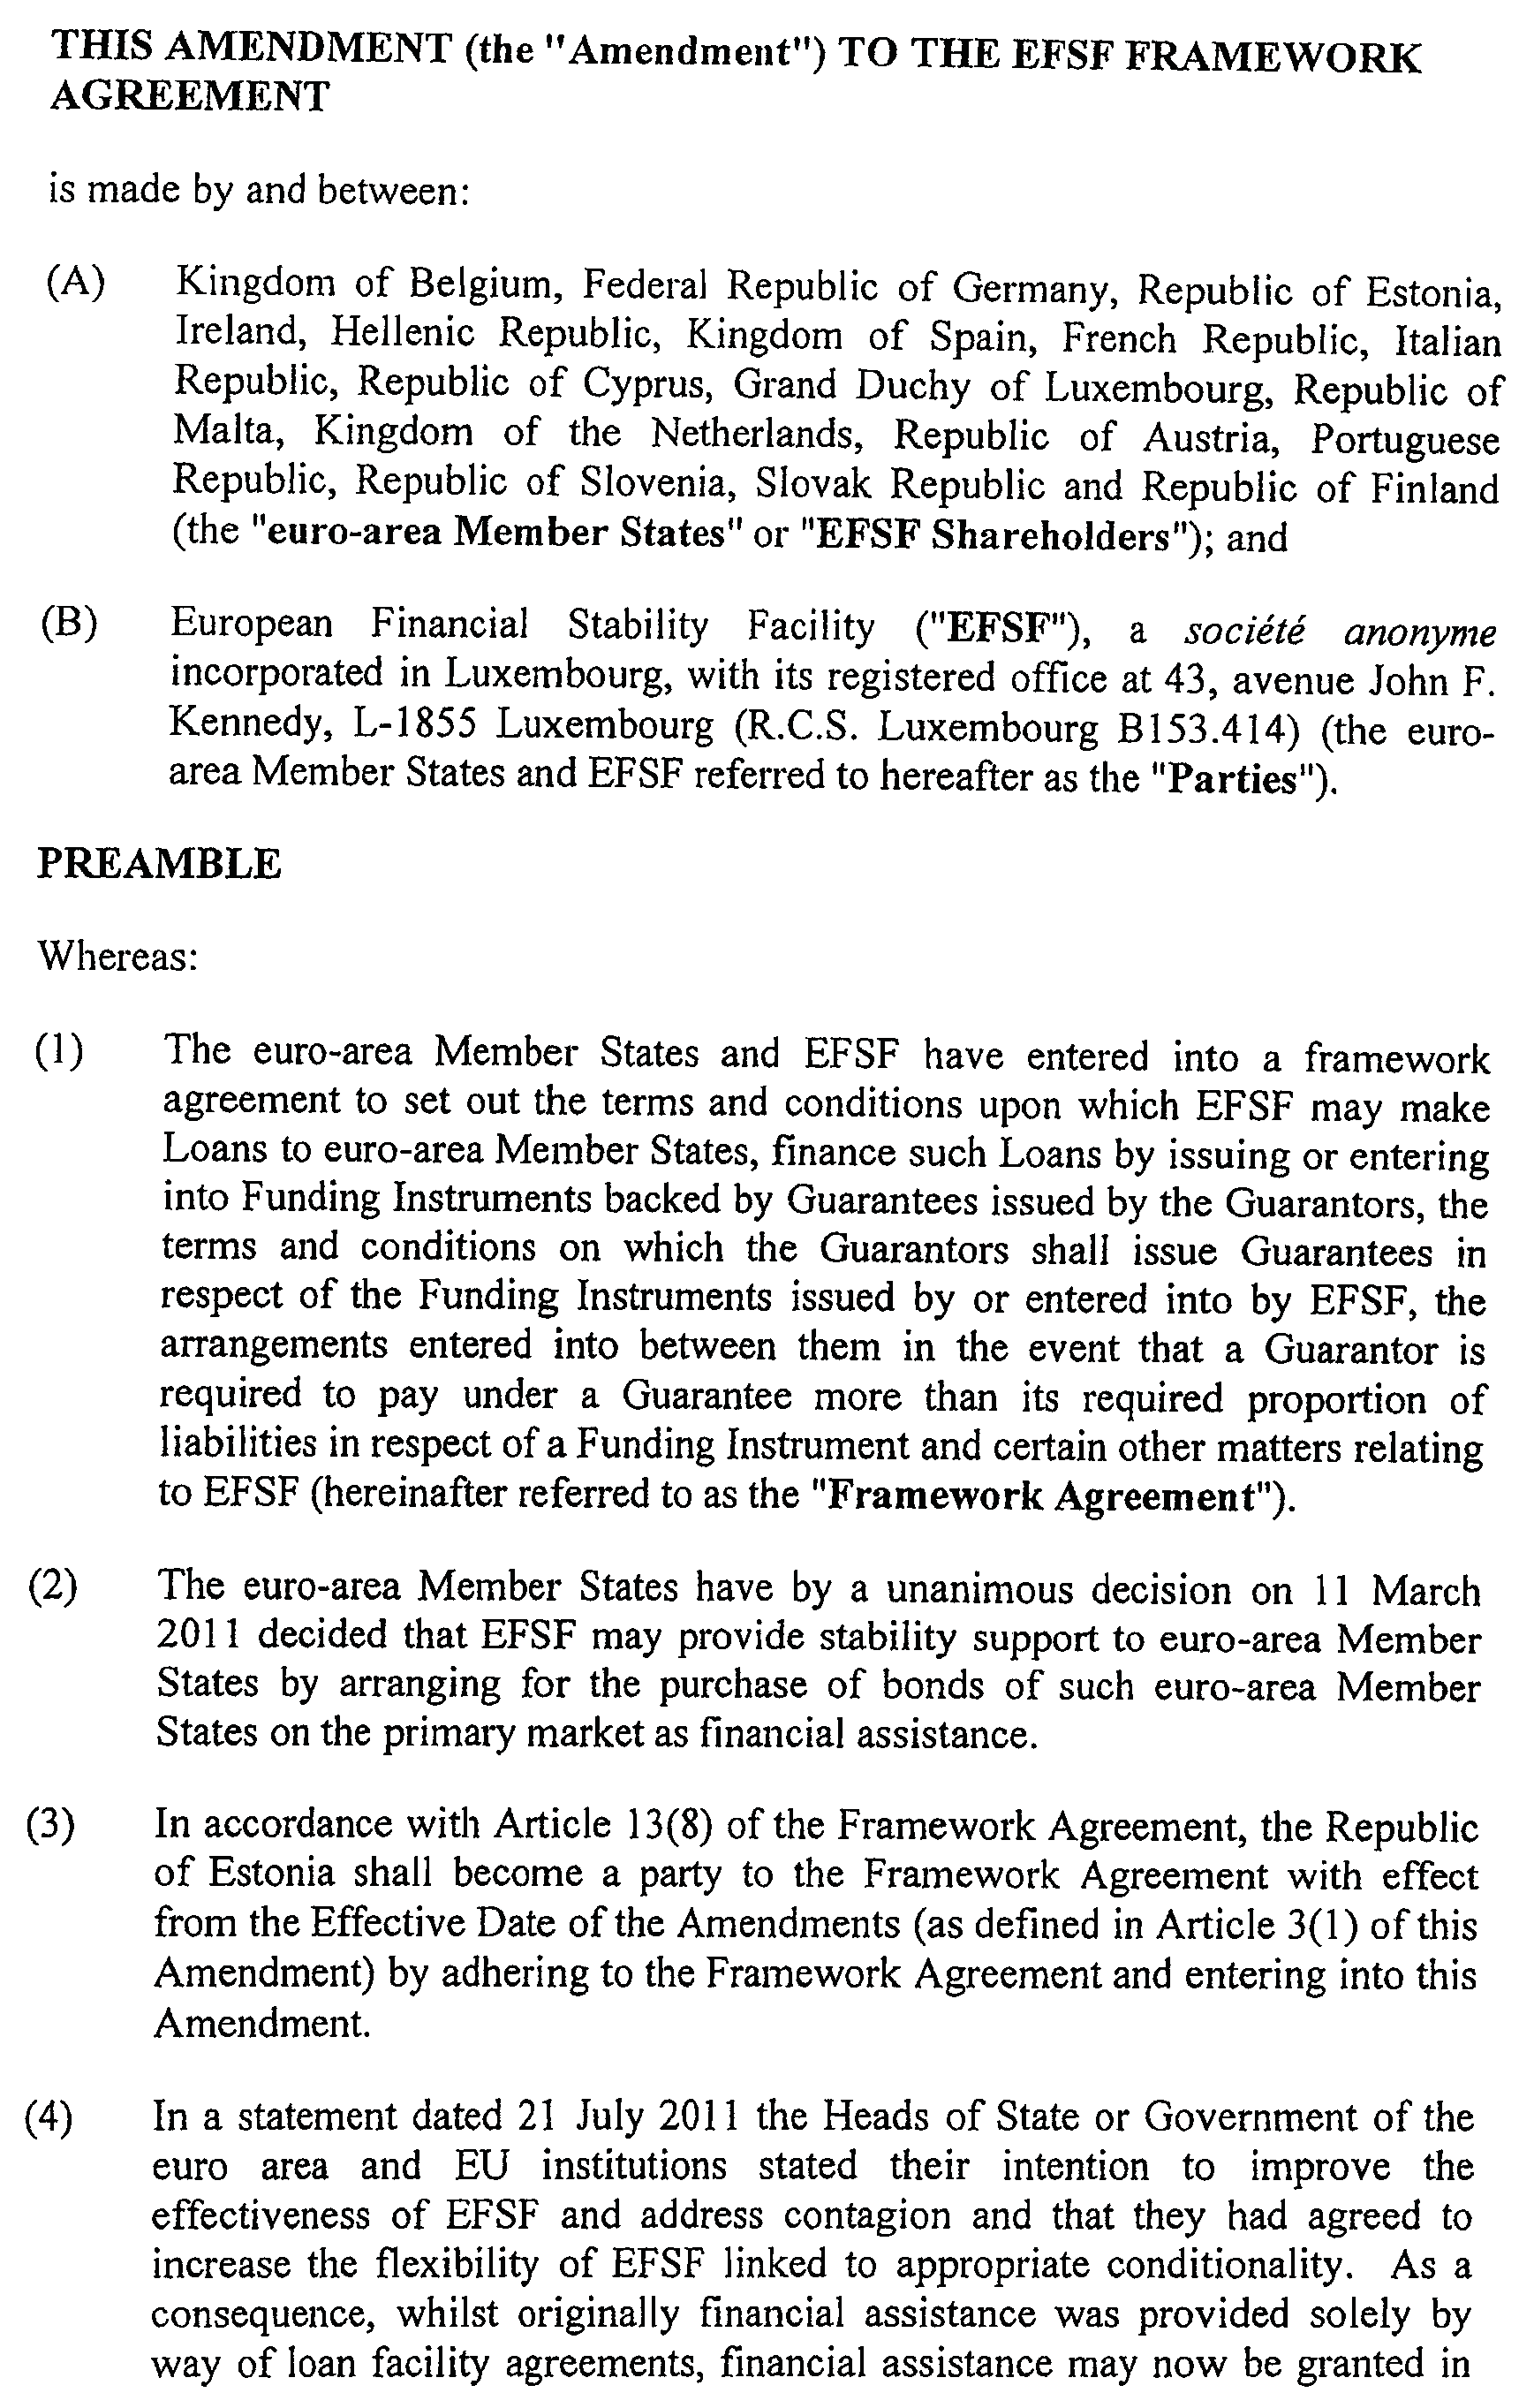 THIS AMENDMENT (the "Amendment") TO THE EFSF FRAMEWORK
AGREEMENT
is made by and between:
(A) Kingdom of Belgium, Federal Republic of Germany, Republic of Estonia,
Ireland, Hellenic Republic, Kingdom of Spain, French Republic, Italian
Republic, Republic of Cyprus, Grand Duchy of Luxembourg, Republic of
Malta, Kingdom of the Netherlands, Republic of Austria, Portuguese
Republic, Republic of Slovenia, Slovak Republic and Republic of Finland
(the "euro-area Member States" or "EFSF Shareholders"); and
(B) European Financial Stability Facility ("EFSF"), a société anonyme
incorporated in Luxembourg, with its registered office at 43, avenue John F.
Kennedy, L-1855 Luxembourg (R.C.S. Luxembourg B153.414) (the euro-
area Member States and EFSF referred to hereafter as the "Parties").
PREAMBLE
Whereas:
(1) The euro-area Member States and EFSF have entered into a framework
agreement to set out the terms and conditions upon which EFSF may make
Loans to euro-area Member States, finance such Loans by issuing or entering
into Funding Instruments backed by Guarantees issued by the Guarantors, the
terms and conditions on which the Guarantors shall issue Guarantees in
respect of the Funding Instruments issued by or entered into by EFSF, the
arrangements entered into between them in the event that a Guarantor is
required to pay under a Guarantee more than its required proportion of
liabilities in respect of a Funding Instrument and certain other matters relating
to EFSF (hereinafter referred to as the "Framework Agreement").
(2) The euro-area Member States have by a unanimous decision on 11 March
2011 decided that EFSF may provide stability support to euro-area Member
States by arranging for the purchase of bonds of such euro-area Member
States on the primary market as financial assistance.
(3) In accordance with Article 13(8) of the Framework Agreement, the Republic
of Estonia shall become a party to the Framework Agreement with effect
from the Effective Date of the Amendments (as defined in Article 3(1) of this
Amendment) by adhering to the Framework Agreement and entering into this
Amendment.
(4) In a statement dated 21 July 2011 the Heads of State or Government of the
euro area and EU institutions stated their intention to improve the
effectiveness of EFSF and address contagion and that they had agreed to
increase the flexibility of EFSF linked to appropriate conditionality. As a
consequence, whilst originally financial assistance was provided solely by
way of loan facility agreements, financial assistance may now be granted in